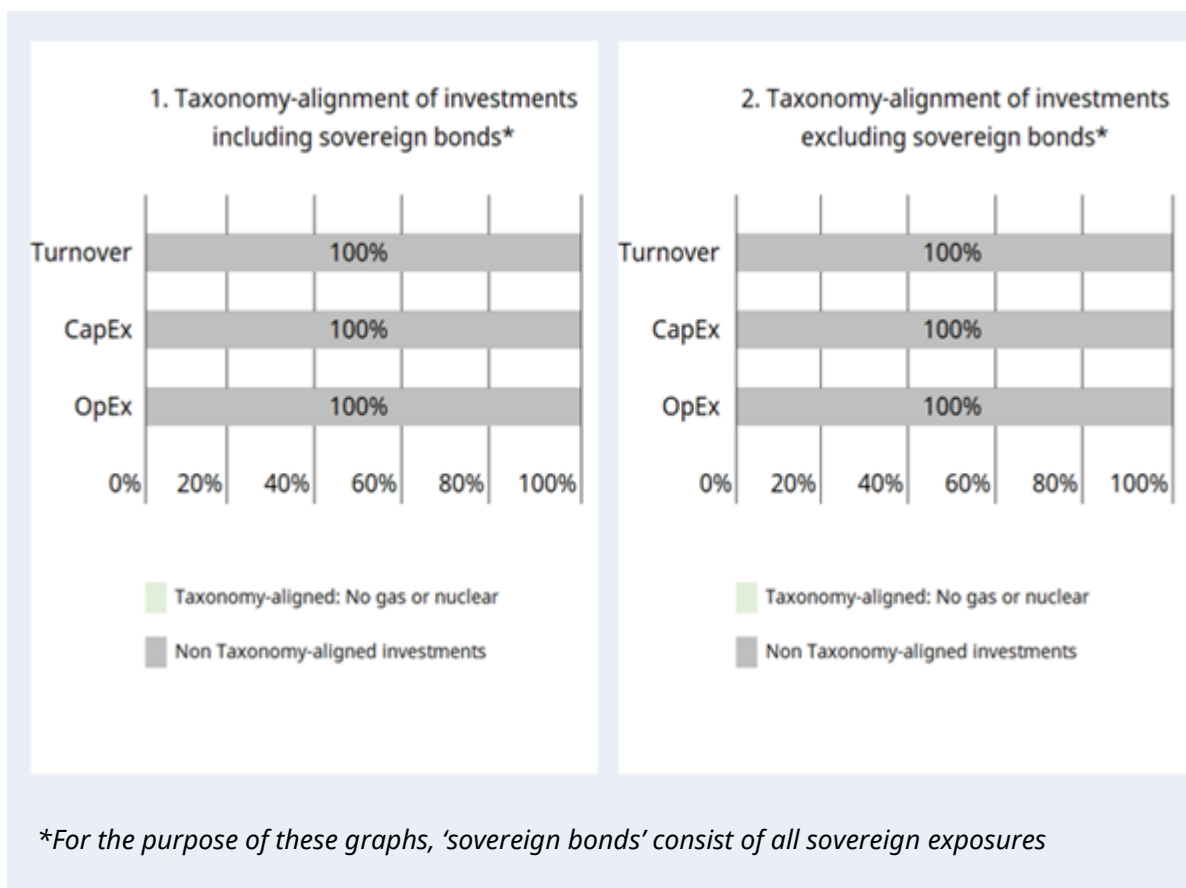 1. Taxonomy-alignment of investments
including sovereign bonds*
Turnover 100%
CapEx 100%
OpEx 100%
0% 20% 40% 60% 80% 100%
Taxonomy-aligned: No gas or nuclear
Non Taxonomy-aligned investments
2. Taxonomy-alignment of investments
excluding sovereign bonds*
Turnover 100%
CapEx 100%
OpEx 100%
0% 20% 40% 60% 80% 100%
Taxonomy-aligned: No gas or nuclear
Non Taxonomy-aligned investments
*For the purpose of these graphs, ‘sovereign bonds’ consist of all sovereign exposures